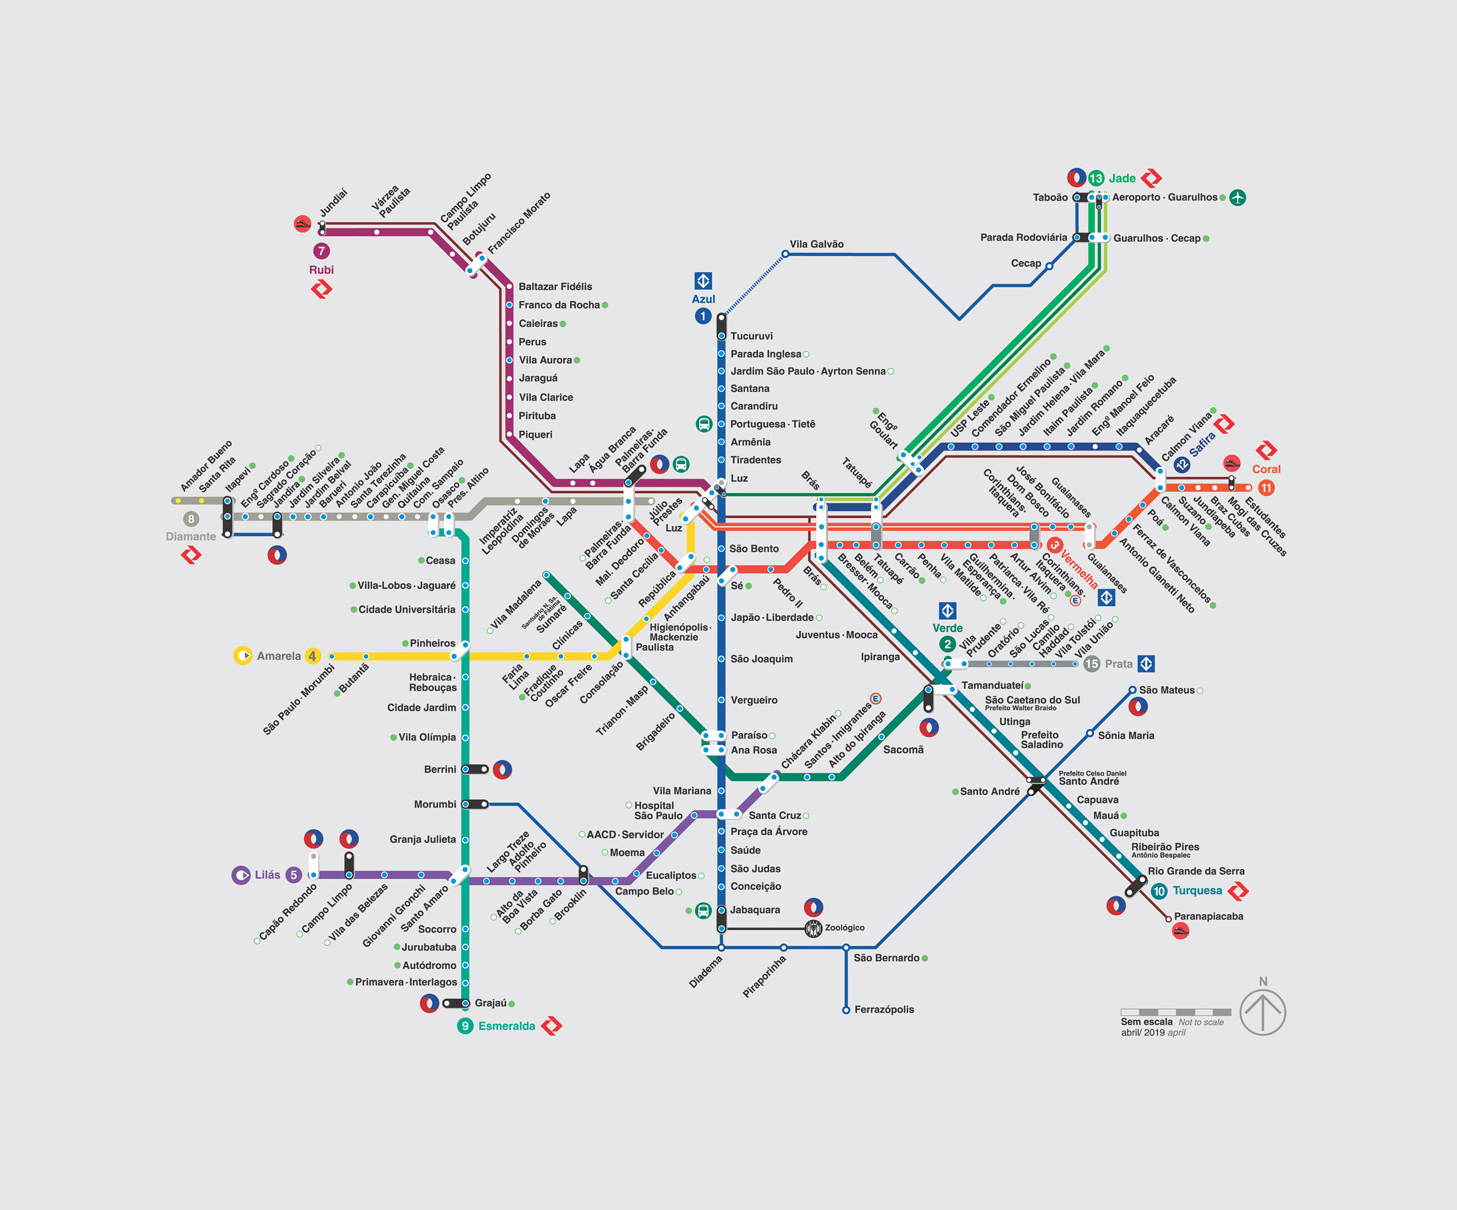 Jundiaí
Várzea
Paulista
Campo Limpo
Paulista
Botujuru
Francisco Morato
7
Rubi
Baltazar Fidélis
Franco da Rocha
Caieiras
Perus
Vila Aurora
Jaraguá
Vila Clarice
Pirituba
Piqueri
Lapa
Água Branca
Palmeiras-
Barra Funda
Azul
1
Tucuruvi
Parada Inglesa
Jardim São Paulo · Ayrton Senna
Santana
Carandiru
Portuguesa · Tietê
Armênia
Tiradentes
Luz
São Bento
Sé
Japão · Liberdade
São Joaquim
Vergueiro
Paraíso
Ana Rosa
Vila Mariana
Santa Cruz
Praça da Árvore
Saúde
São Judas
Conceição
Jabaquara
Zoológico
Vila Galvão
Cecap
Taboão
Parada Rodoviária
13 Jade
Aeroporto · Guarulhos
Guarulhos · Cecap
Engº
Goulart
USP Leste
Comendador Ermelino
São Miguel Paulista
Jardim Helena · Vila Mara
Itaim Paulista
Jardim Romano
Engº Manoel Feio
Itaquaquecetuba
Aracaré
Calmon Viana
12 Safira
Coral
11
Brás
Tatuapé
Corinthians-
Itaquera
Dom Bosco
José Bonifácio
Guaianases
Estudantes
Mogi das Cruzes
Braz Cubas
Jundiapeba
Suzano
Calmon Viana
Poá
Ferraz de Vasconcelos
Antonio Gianetti Neto
Guaianases
3 Vermelha
Palmeiras-
Barra Funda
Mal. Deodoro
Santa Cecília
República
Anhangabaú
Pedro II
Brás
Bresser · Mooca
Belém
Tatuapé
Carrão
Penha
Vila Matilde
Guilhermina-
Esperança
Patriarca · Vila Ré
Artur Alvim
Corinthians-
Itaquera
Amador Bueno
Santa Rita
Itapevi
Engº Cardoso
Sagrado Coração
Jandira
Jardim Silveira
Jardim Belval
Barueri
Antonio João
Santa Terezinha
Carapicuíba
Gen. Miguel Costa
Quitaúna
Com. Sampaio
Osasco
Pres. Altino
8
Diamante
Imperatriz
Leopoldina
Domingos
de Moraes
Lapa
Júlio
Prestes
Luz
Ceasa
Villa-Lobos · Jaguaré
Cidade Universitária
Pinheiros
Hebraica ·
Rebouças
Cidade Jardim
Vila Olímpia
Berrini
Morumbi
Granja Julieta
Santo Amaro
Socorro
Jurubatuba
Autódromo
Primavera · Interlagos
Grajaú
9 Esmeralda
Amarela 4
São Paulo Morumbi
Butantã
Faria
Lima
Fradique
Coutinho
Oscar Freire
Paulista
Higienópolis ·
Mackenzie
Vila Madalena
Santuário N. Sa.
de Fátima
Sumaré
Clínicas
Consolação
Trianon · Masp
Brigadeiro
Chácara Klabin
Santos · Imigrantes
Alto do Ipiranga
Sacomã
Tamanduateí
Verde
2
Vila
Prudente
Oratório
São Lucas
Camilo
Haddad
Vila Tolstói
Vila União
15 Prata
Juventus · Mooca
Ipiranga
São Caetano do Sul
Prefeito Walter Braido
Utinga
Prefeito
Saladino
Prefeito Celso Daniel
Santo André
Capuava
Mauá
Guapituba
Ribeirão Pires
Antônio Bespalec
Rio Grande da Serra
10 Turquesa
Paranapiacaba
São Mateus
Sônia Maria
Santo André
Lilás 5
Capão Redondo
Campo Limpo
Vila das Belezas
Giovanni Gronchi
Largo Treze
Adolfo
Pinheiro
Alto da
Boa Vista
Borba Gato
Brooklin
Campo Belo
Eucaliptos
Moema
AACD · Servidor
Hospital
São Paulo
Diadema
Piraporinha
São Bernardo
Ferrazópolis
Sem escala Not to scale
abril/ 2019 april
N